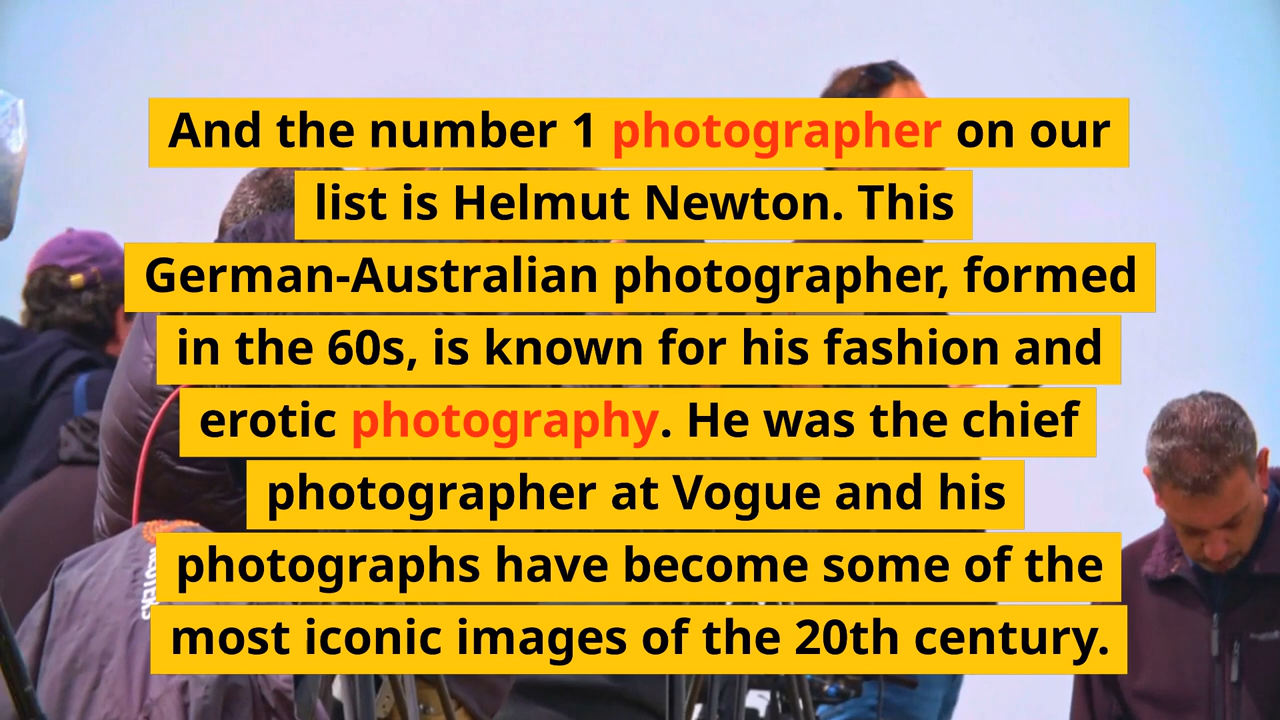 And the number 1 photographer on our
list is Helmut Newton. This
German-Australian photographer, formed
in the 60s, is known for his fashion and
erotic photography. He was the chief
photographer at Vogue and his
photographs have become some of the
most iconic images of the 20th century.